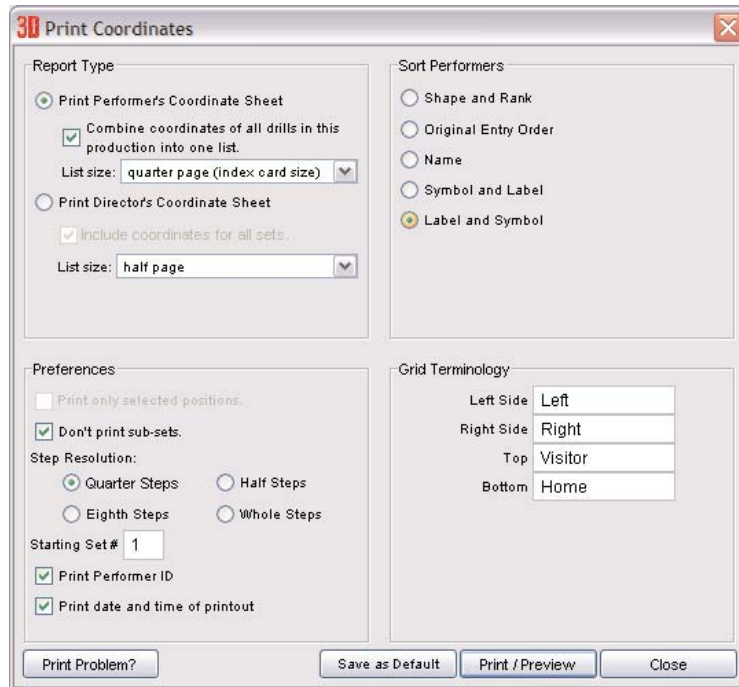 3D Print Coordinates
Report Type
Print Performer's Coordinate Sheet
Combine coordinates of all drills in this
production into one list.
List size: quarter page (index card size)
Print Director's Coordinate Sheet
Include coordinates for all sets.
List size: half page
Sort Performers
Shape and Rank
Original Entry Order
Name
Symbol and Label
Label and Symbol
Preferences
Print only selected positions.
Don't print sub-sets.
Step Resolution:
Quarter Steps Half Steps
Eighth Steps Whole Steps
Starting Set # 1
Print Performer ID
Print date and time of printout
Grid Terminology
Left Side Left
Right Side Right
Top Visitor
Bottom Home
Print Problem? Save as Default Print / Preview Close